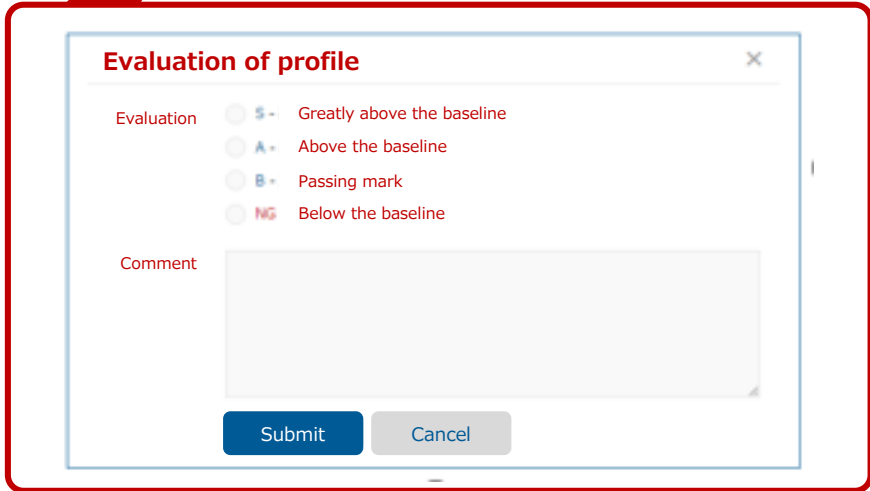 Evaluation of profile ×
Evaluation S - Greatly above the baseline
A - Above the baseline
B - Passing mark
NG Below the baseline
Comment
Submit Cancel